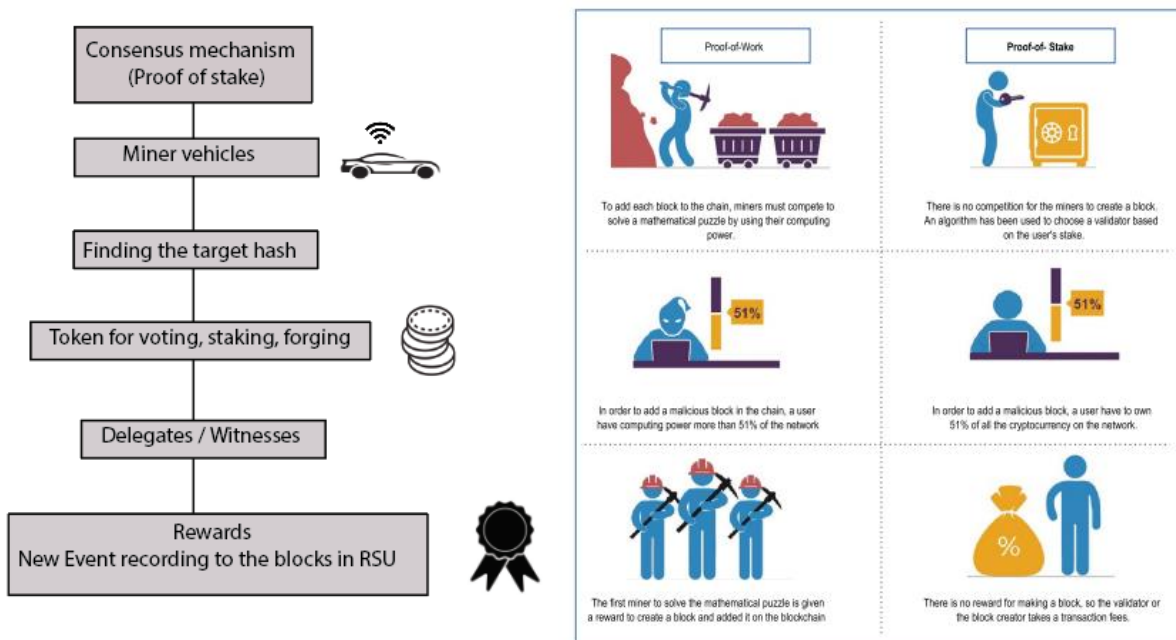 Consensus mechanism
(Proof of stake)
Miner vehicles
Finding the target hash
Token for voting, staking, forging
Delegates / Witnesses
Rewards
New Event recording to the blocks in RSU
Proof-of-Work
To add each block to the chain, miners must compete to
solve a mathematical puzzle by using their computing
power.
Proof-of- Stake
There is no competition for the miners to create a block.
An algorithm has been used to choose a validator based
on the user's stake.
51%
In order to add a malicious block in the chain, a user
have computing power more than 51% of the network
51%
In order to add a malicious block, a user have to own
51% of all the cryptocurrency on the network.
The first miner to solve the mathematical puzzle is given
a reward to create a block and added it on the blockchain
%
There is no reward for making a block, so the validator or
the block creator takes a transaction fees.